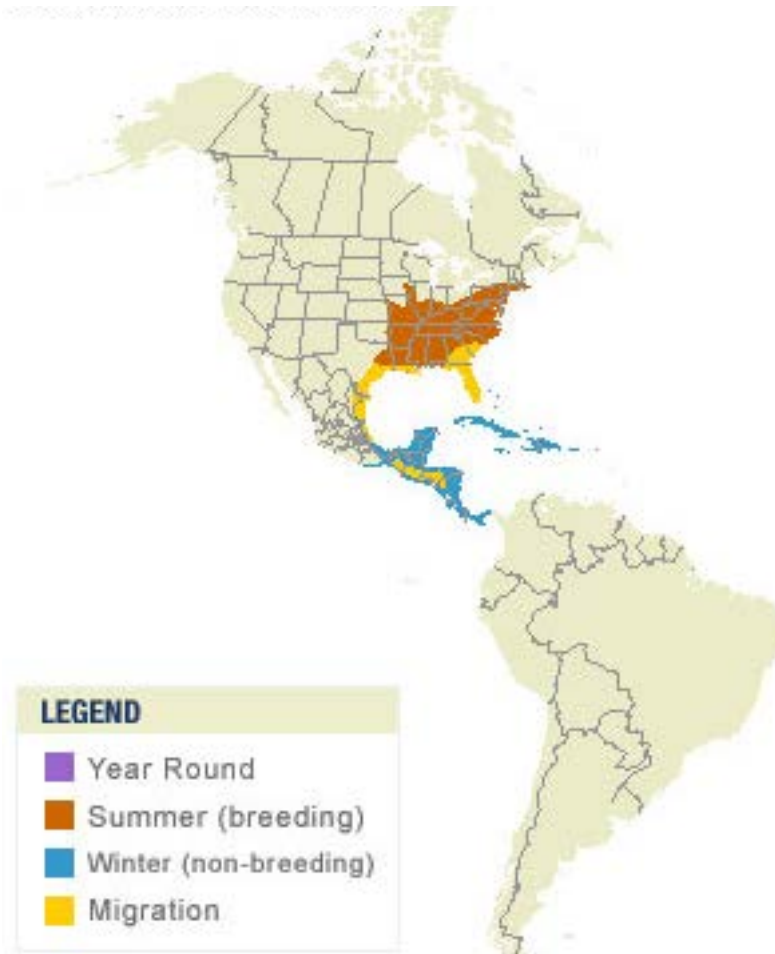 LEGEND
Year Round
Summer (breeding)
Winter (non-breeding)
Migration